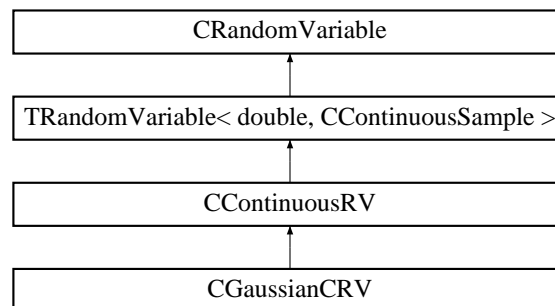 CRandomVariable
TRandomVariable< double, CContinuousSample >
CContinuousRV
CGaussianCRV